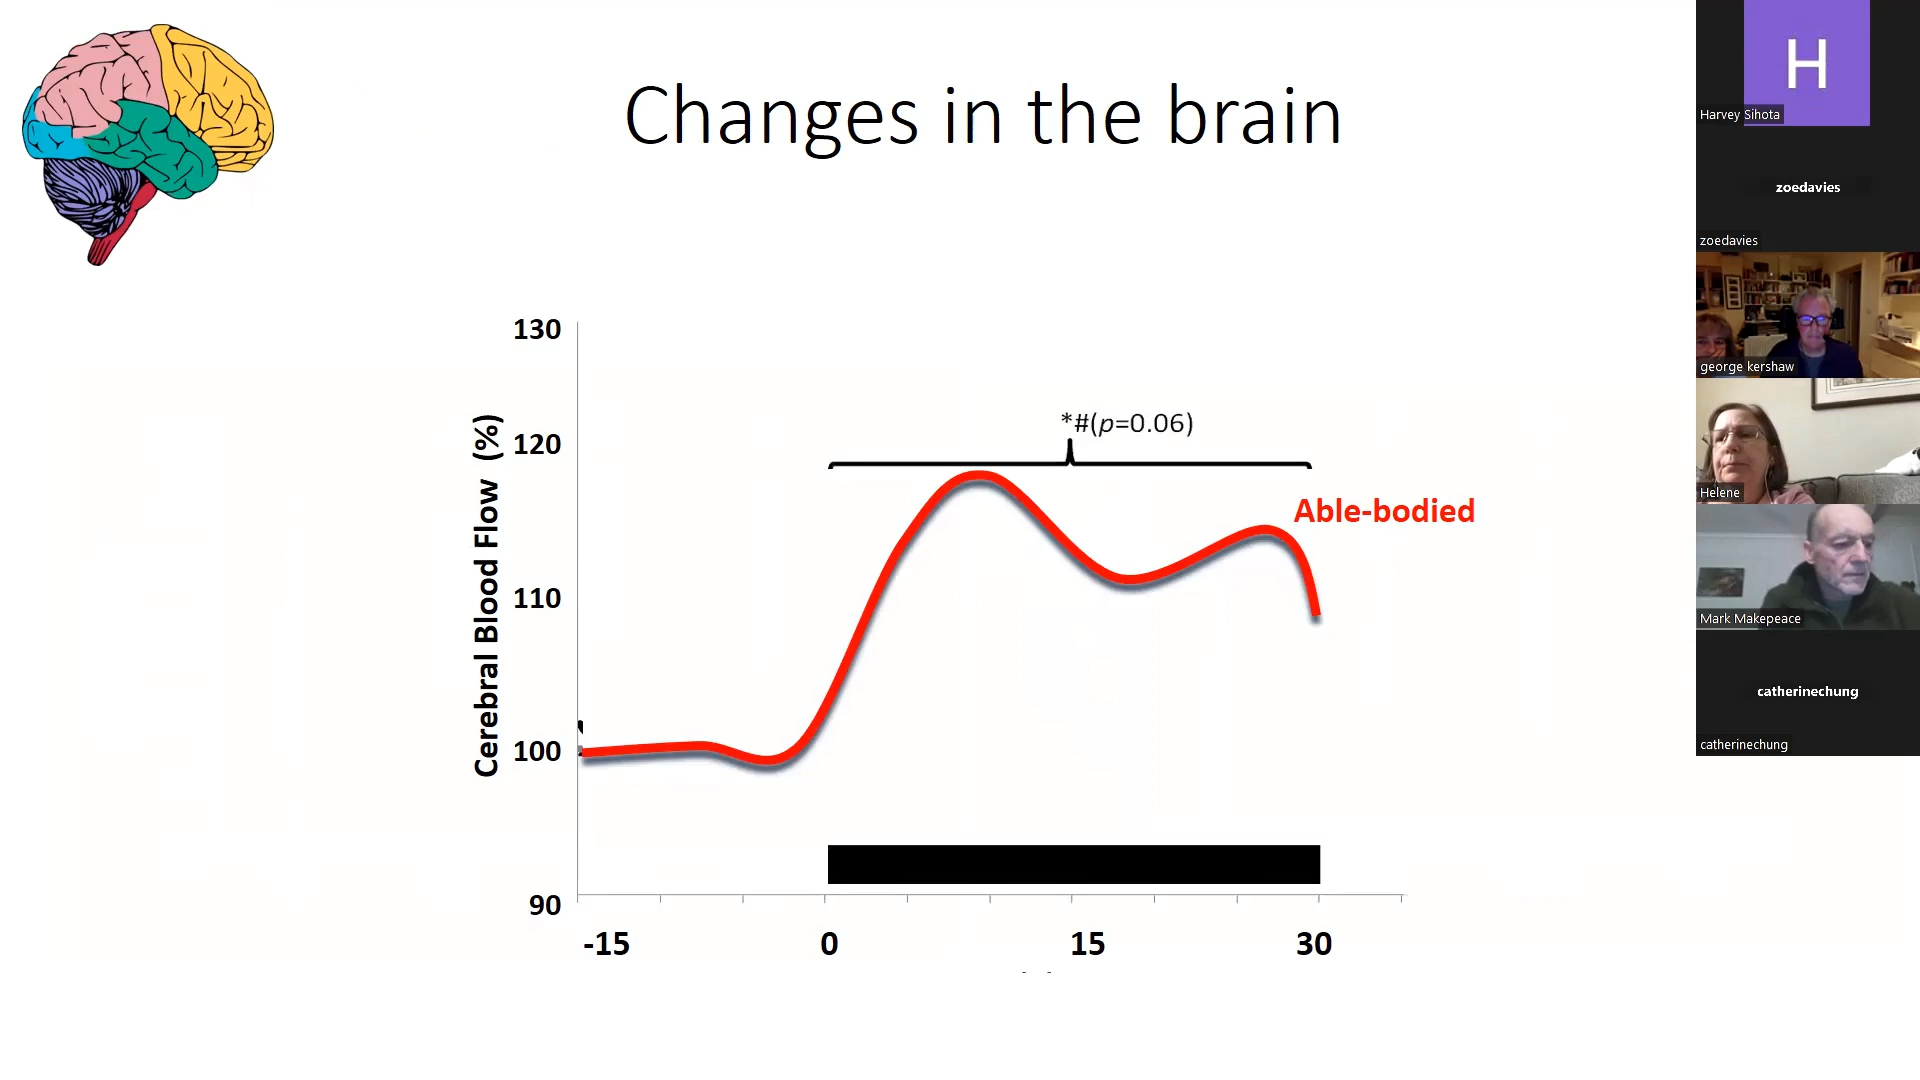 Changes in the brain
Cerebral Blood Flow (%)
130
120
110
100
90
*#(p=0.06)
Able-bodied
-15
0
15
30
H
Harvey Sihota
zoedavies
zoedavies
george kershaw
Helene
Mark Makepeace
catherinechung
catherinechung